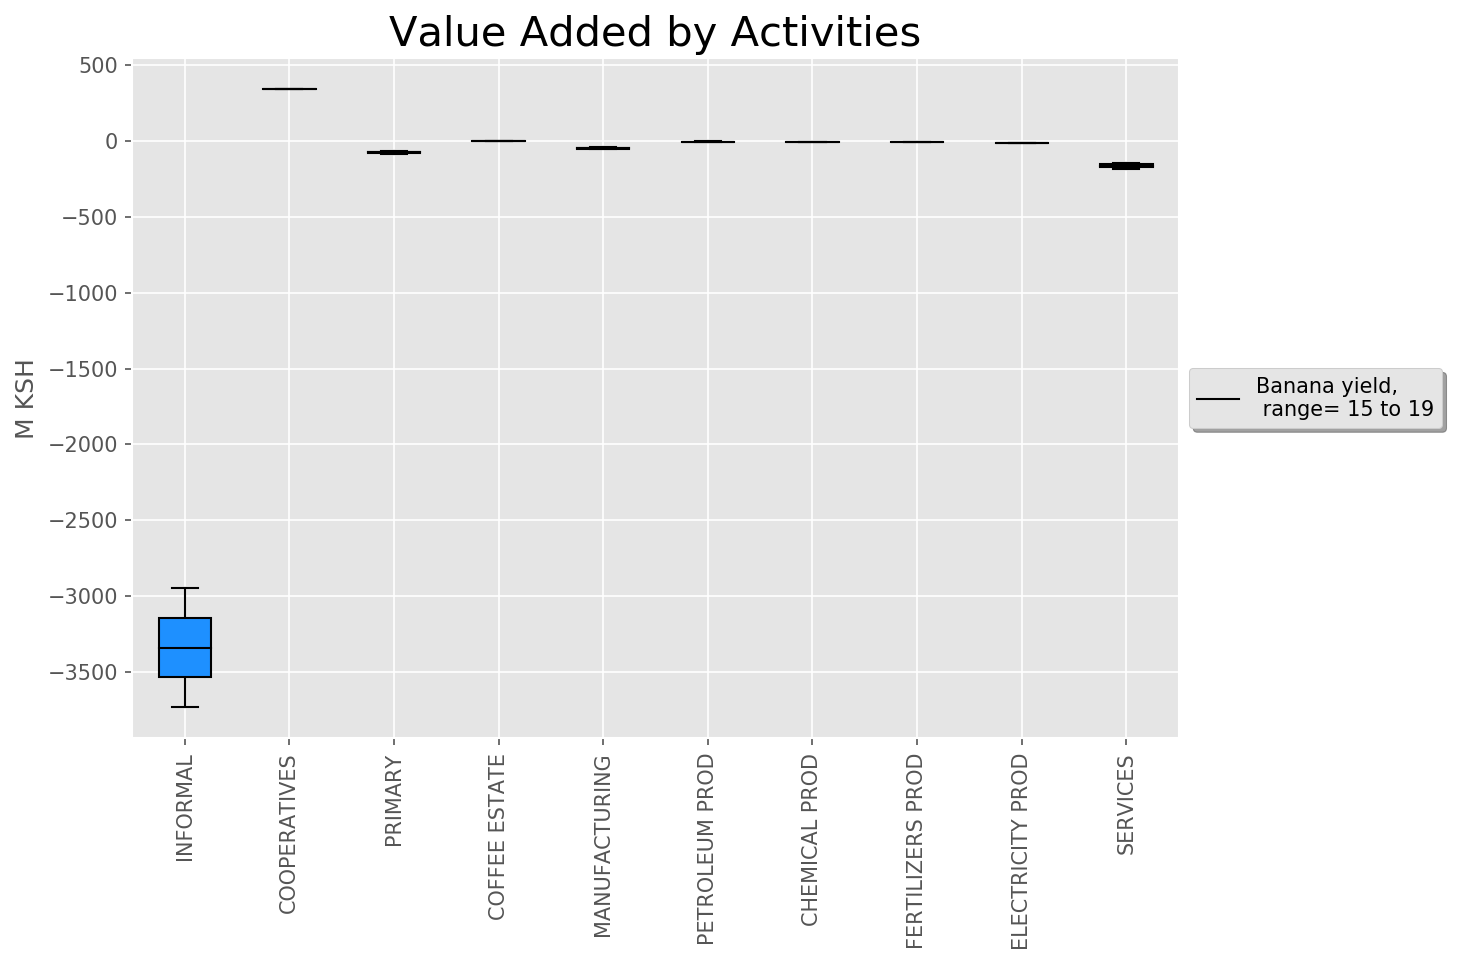 Value Added by Activities
500
0
−500
−1000
−1500
−2000
−2500
−3000
−3500
M KSH
Banana yield,
range= 15 to 19
INFORMAL
COOPERATIVES
PRIMARY
COFFEE ESTATE
MANUFACTURING
PETROLEUM PROD
CHEMICAL PROD
FERTILIZERS PROD
ELECTRICITY PROD
SERVICES